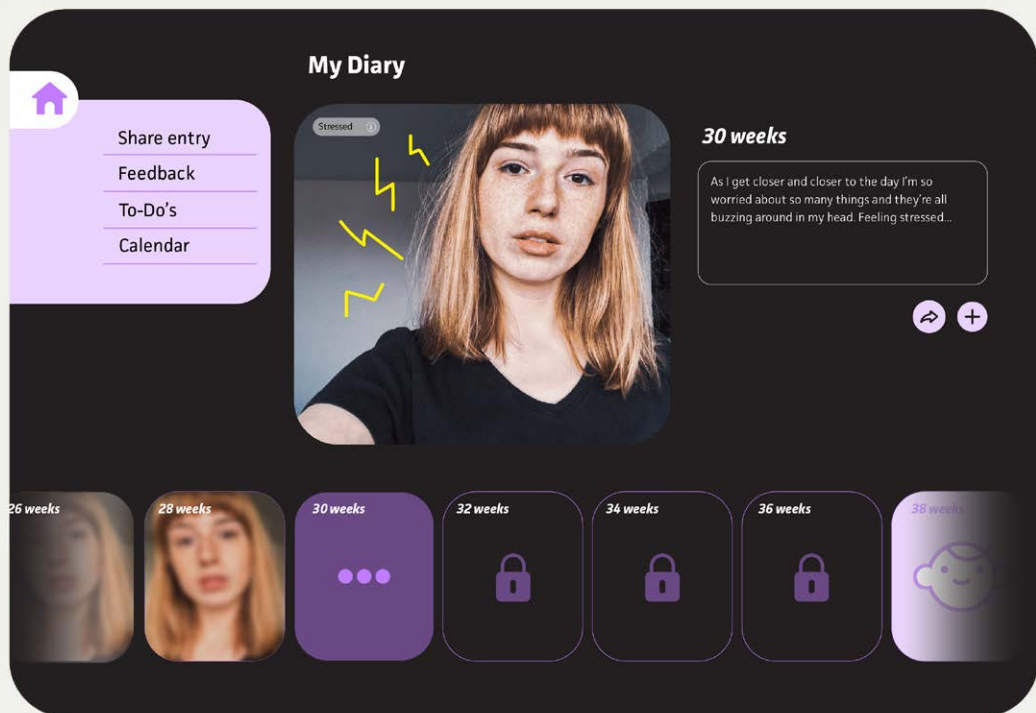 My Diary
Share entry
Feedback
To-Do’s
Calendar
Stressed
30 weeks
As I get closer and closer to the day I’m so
worried about so many things and they’re all
buzzing around in my head. Feeling stressed...
26 weeks
28 weeks
30 weeks
32 weeks
34 weeks
36 weeks
38 weeks